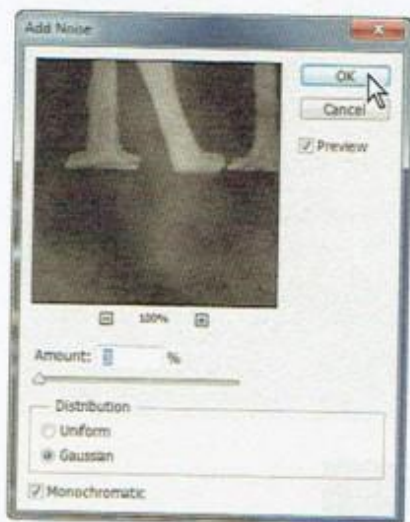 Add Noise
OK
Cancel
Preview
100%
Amount: %
Distribution
Uniform
Gaussian
Monochromatic